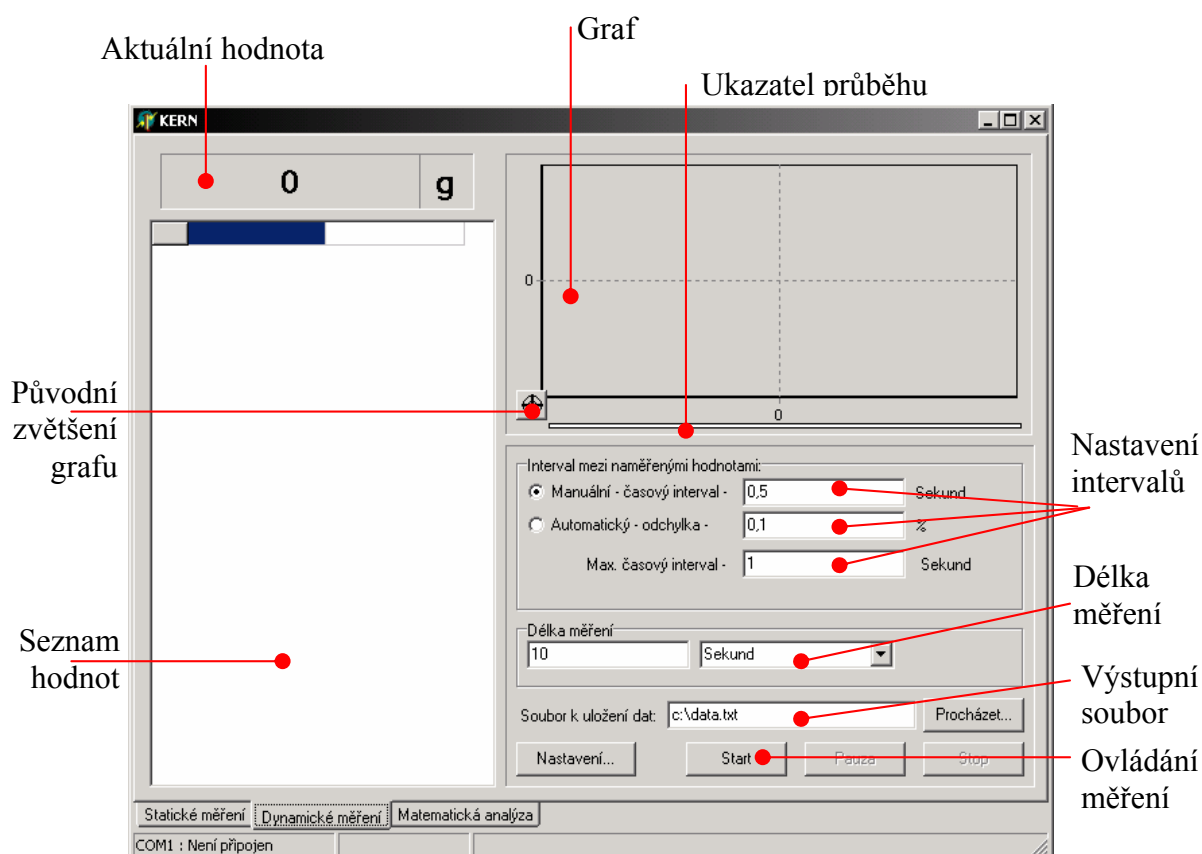 Graf
Aktuální hodnota
Ukazatel průběhu
KERN
0
g
0
0
Původní
zvětšení
grafu
Nastavení
intervalů
Interval mezi naměřenými hodnotami:
Manuální - časový interval -
0,5
Sekund
Automatický - odchylka -
0,1
%
Max. časový interval -
1
Sekund
Délka
měření
Délka měření
10
Sekund
Seznam
hodnot
Výstupní
soubor
Soubor k uložení dat:
c:\data.txt
Procházet...
Nastavení...
Start
Pauza
Stop
Ovládání
měření
Statické měření
Dynamické měření
Matematická analýza
COM1 : Není připojen